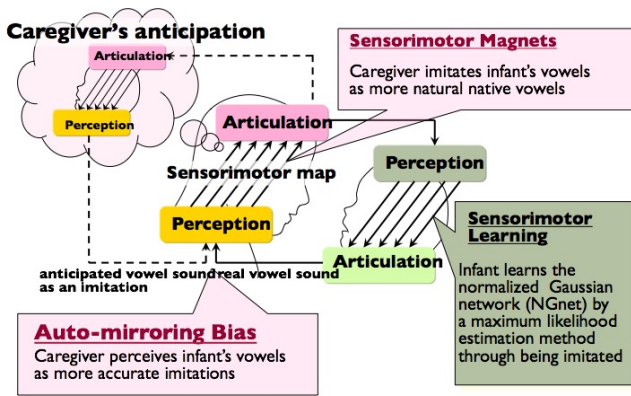 Caregiver's anticipation
Articulation
Perception
Sensorimotor Magnets
Caregiver imitates infant's vowels
as more natural native vowels
Articulation
Sensorimotor map
Perception
Perception
Articulation
Sensorimotor
Learning
Infant learns the
normalized Gaussian
network (NGnet) by
a maximum likelihood
estimation method
through being imitated
anticipated vowel sound
as an imitation
real vowel sound
Auto-mirroring Bias
Caregiver perceives infant's vowels
as more accurate imitations